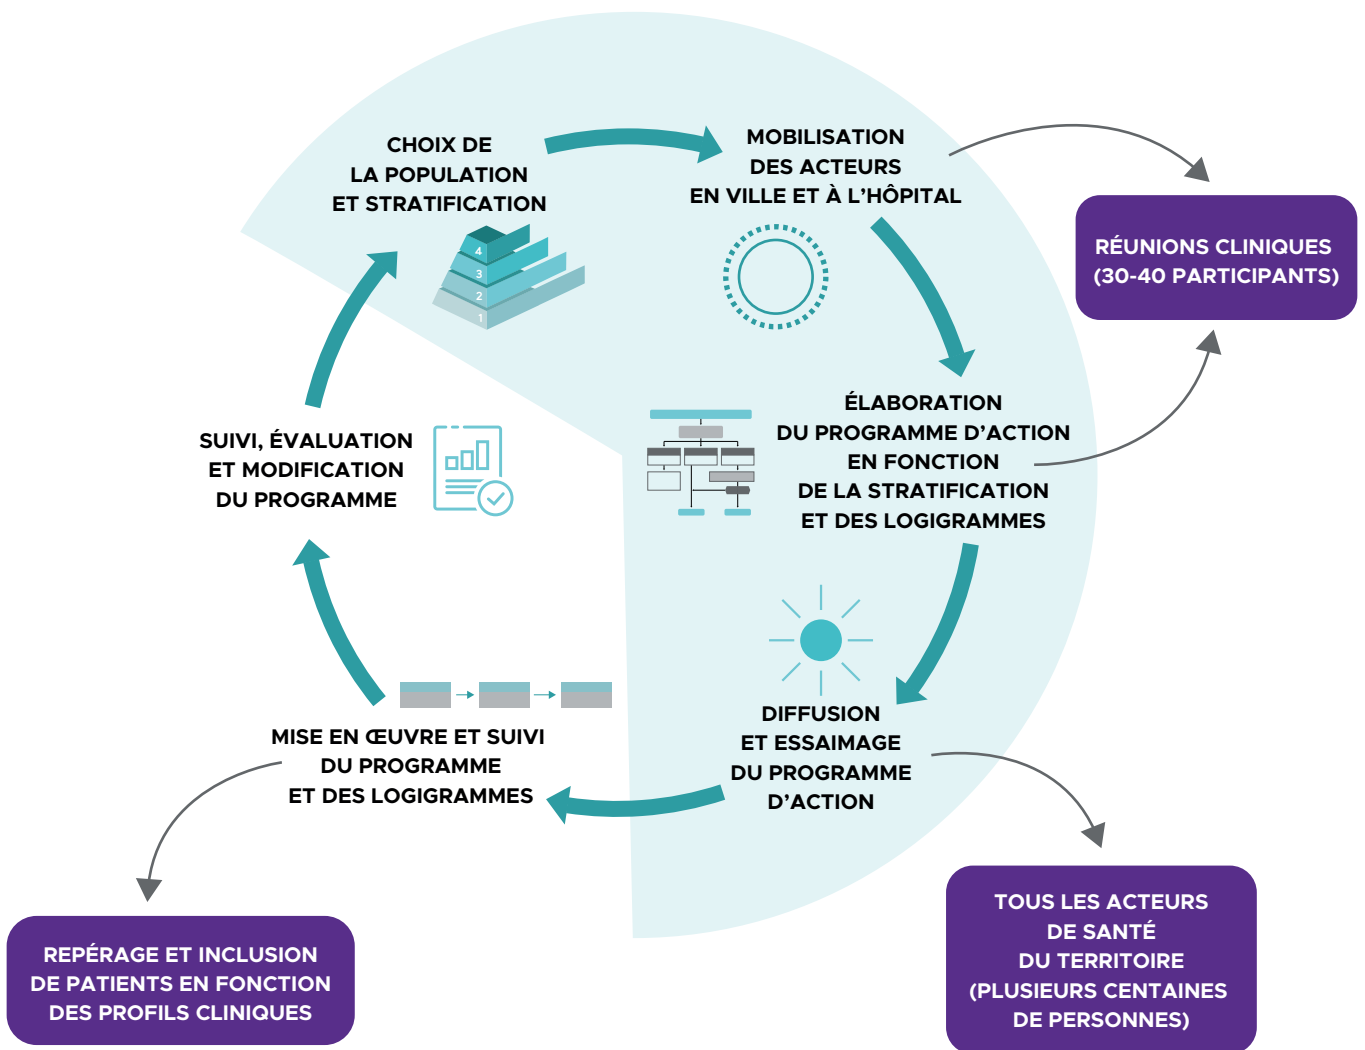 CHOIX DE
LA POPULATION
ET STRATIFICATION
4
3
2
1
MOBILISATION
DES ACTEURS
EN VILLE ET À L'HÔPITAL
RÉUNIONS CLINIQUES
(30-40 PARTICIPANTS)
ÉLABORATION
DU PROGRAMME D'ACTION
EN FONCTION
DE LA STRATIFICATION
ET DES LOGIGRAMMES
DIFFUSION
ET ESSAIMAGE
DU PROGRAMME
D'ACTION
TOUS LES ACTEURS
DE SANTÉ
DU TERRITOIRE
(PLUSIEURS CENTAINES
DE PERSONNES)
MISE EN ŒUVRE ET SUIVI
DU PROGRAMME
ET DES LOGIGRAMMES
REPÉRAGE ET INCLUSION
DE PATIENTS EN FONCTION
DES PROFILS CLINIQUES
SUIVI, ÉVALUATION
ET MODIFICATION
DU PROGRAMME